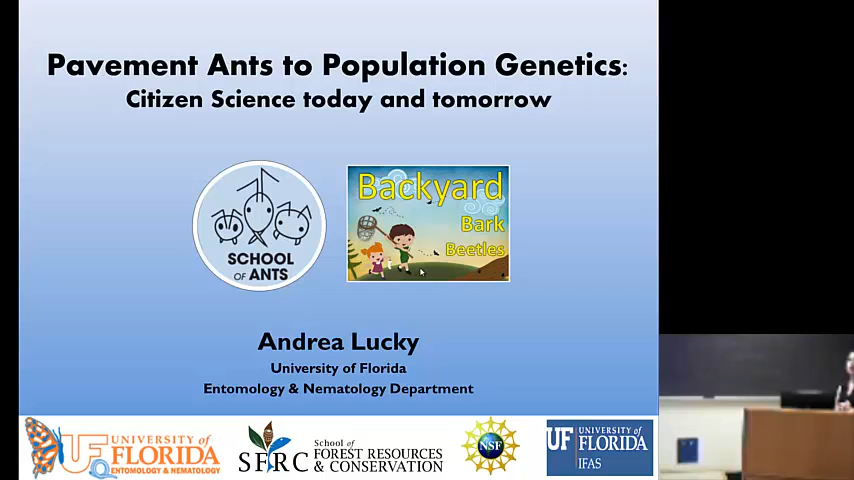 Pavement Ants to Population Genetics:
Citizen Science today and tomorrow
SCHOOL
OF ANTS
Backyard
Bark
Beetles
Andrea Lucky
University of Florida
Entomology & Nematology Department
UF UNIVERSITY of
FLORIDA
ENTOMOLOGY & NEMATOLOGY
SFRC
School of
FOREST RESOURCES
& CONSERVATION
NSF
UF UNIVERSITY of
FLORIDA
IFAS